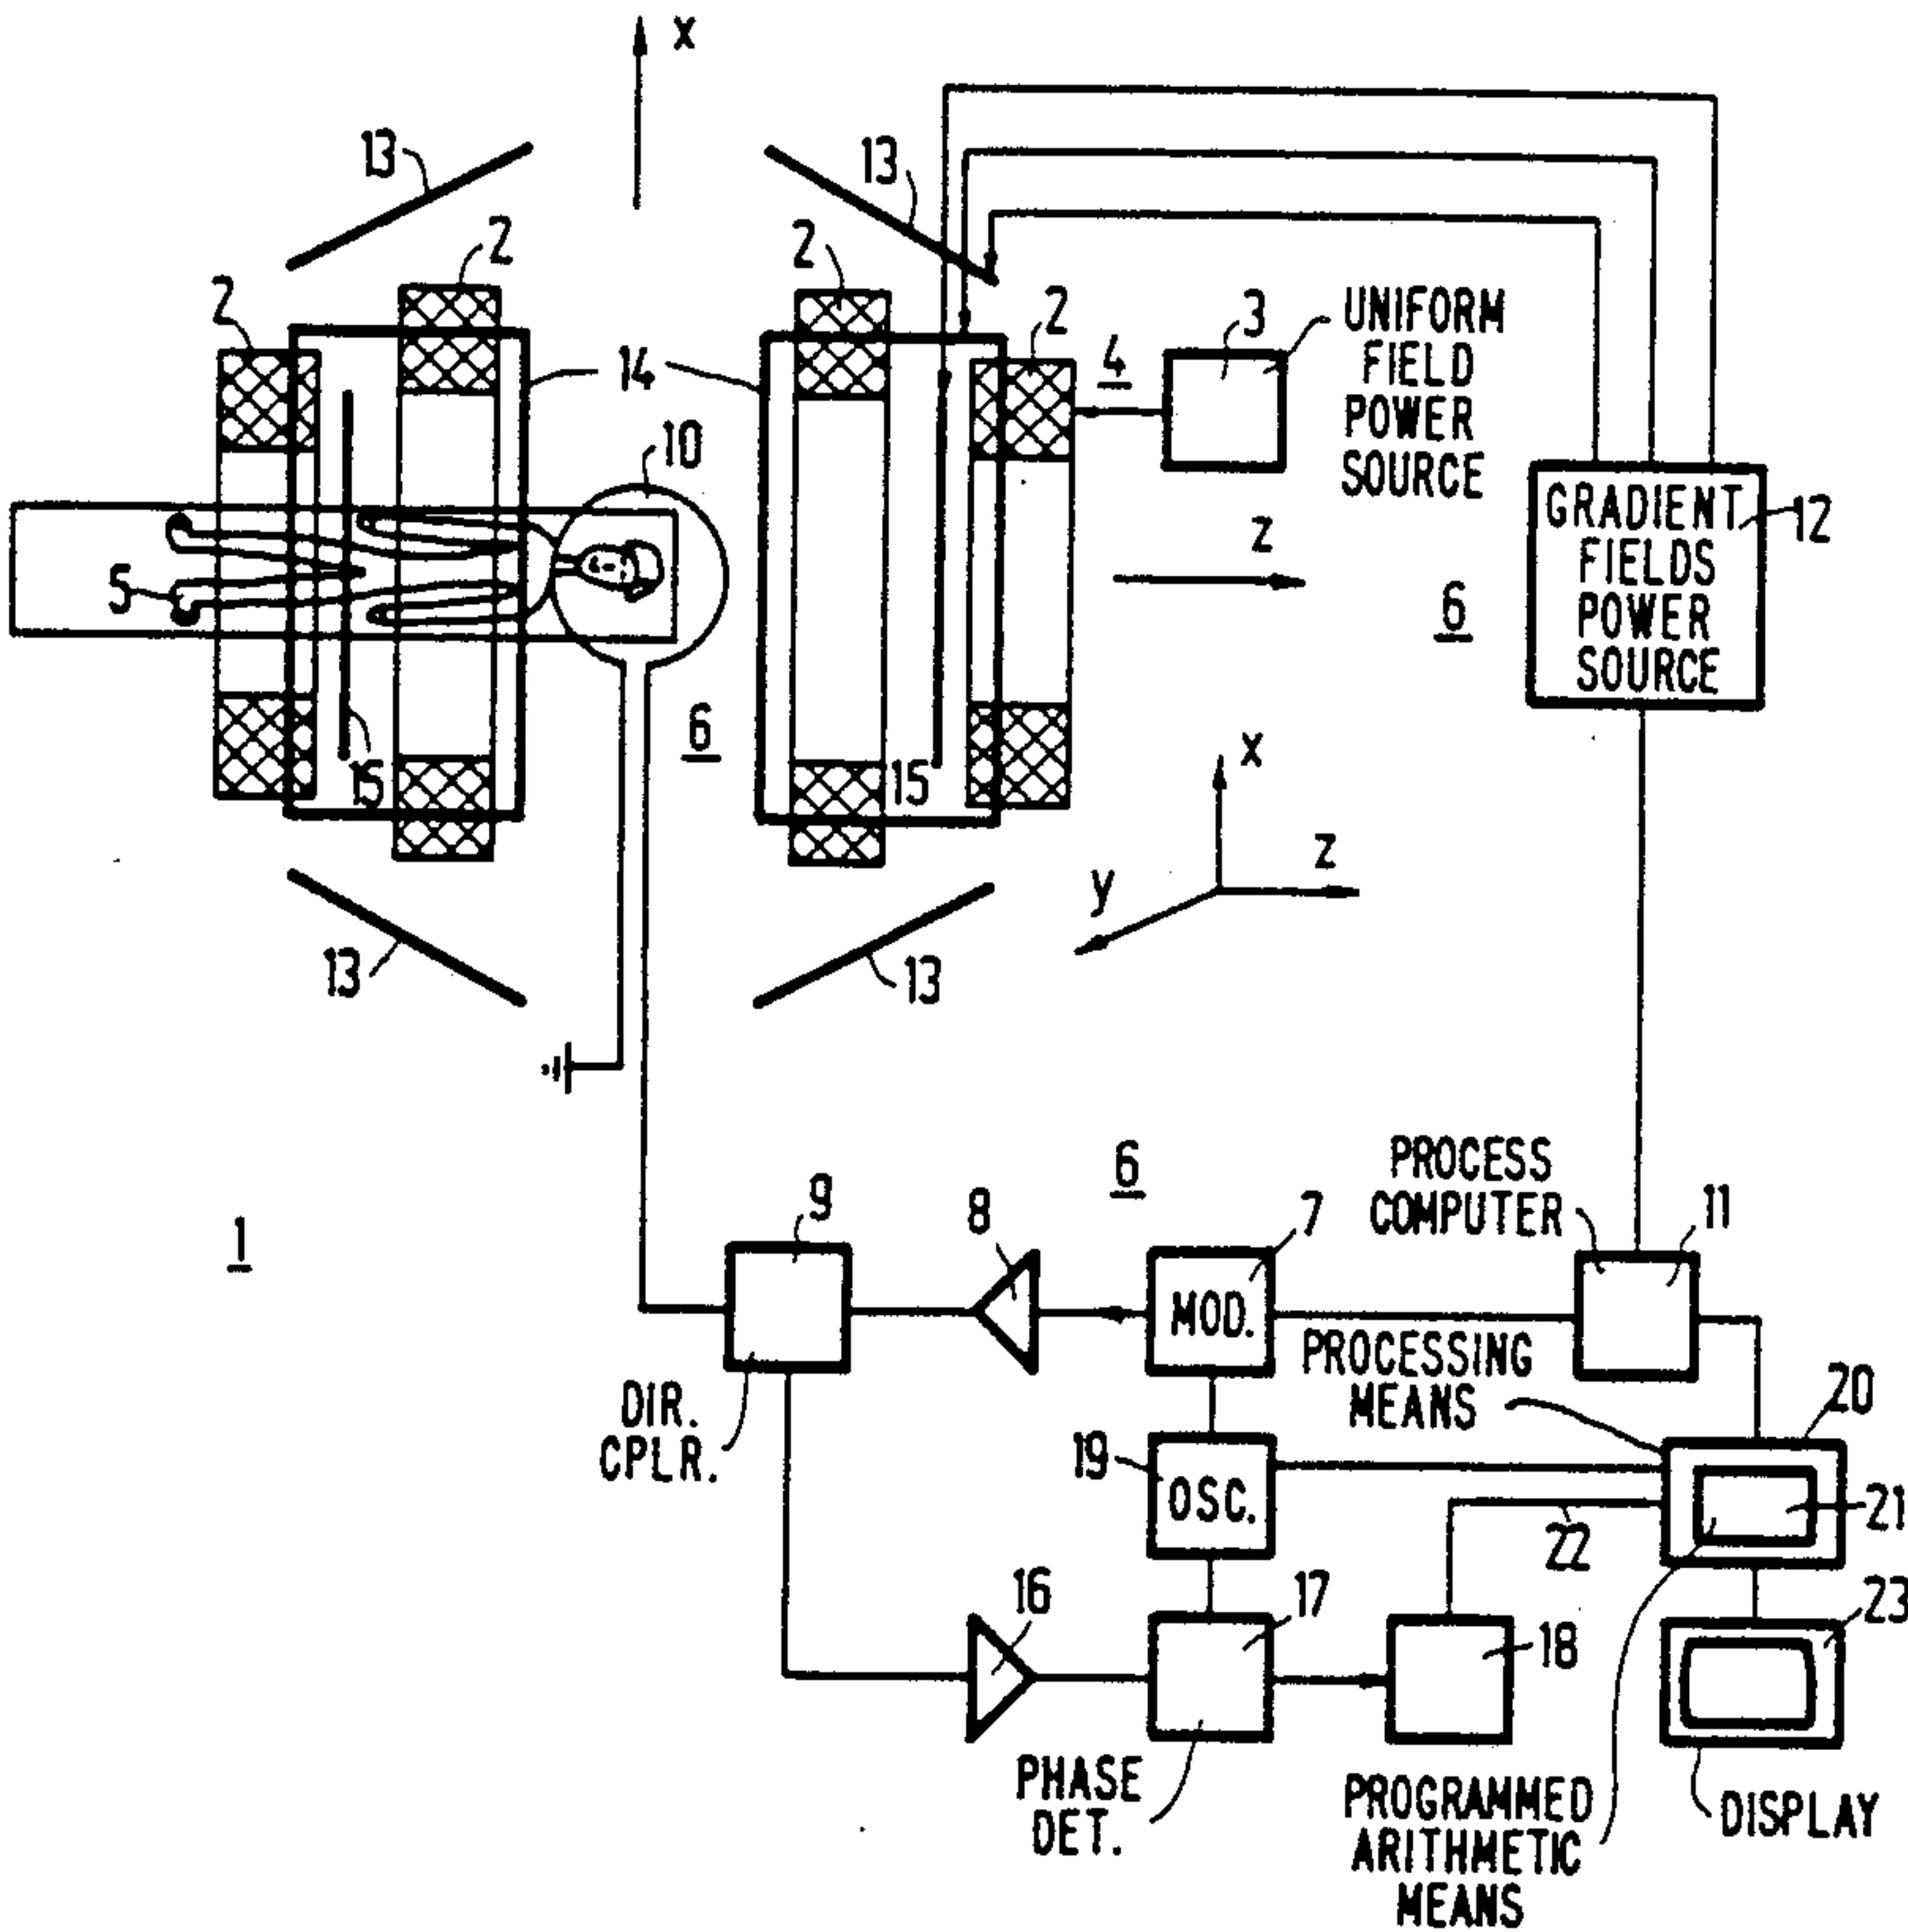 x
13
13
2
2
2
2
3
UNIFORM
FIELD
POWER
SOURCE
4
14
10
GRADIENT
FIELDS
POWER
SOURCE
12
z
5
6
6
15
15
x
z
y
13
13
6
PROCESS
COMPUTER
1
9
8
7
11
MOD.
PROCESSING
MEANS
20
DIR.
CPLR.
19
OSC.
21
22
16
17
18
23
PHASE
DET.
PROGRAMMED
ARITHMETIC
MEANS
DISPLAY